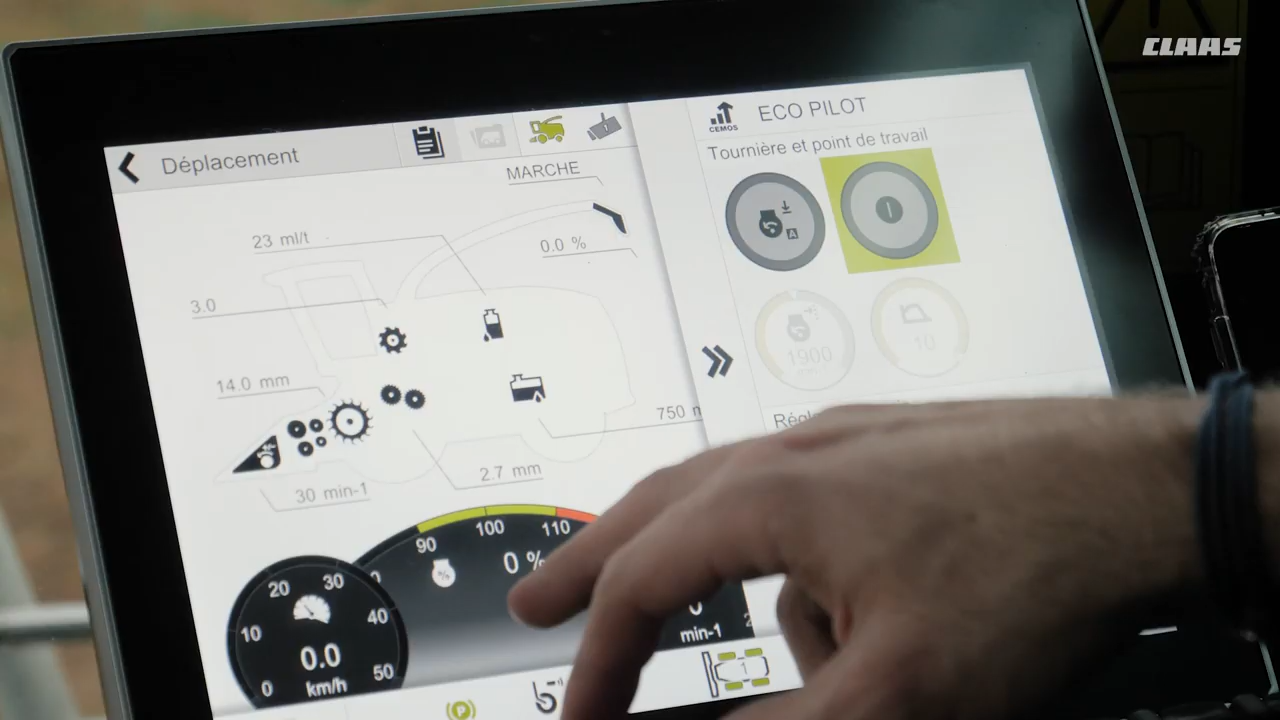 CLAAS
Déplacement
MARCHE
23 ml/t
0.0 %
3.0
14.0 mm
750
2.7 mm
30 min-1
CEMOS
ECO PILOT
Tournière et point de travail
A
1900
10
90
100
110
0 %
%
0
10
20
30
40
50
0.0
km/h
min-1
P
1